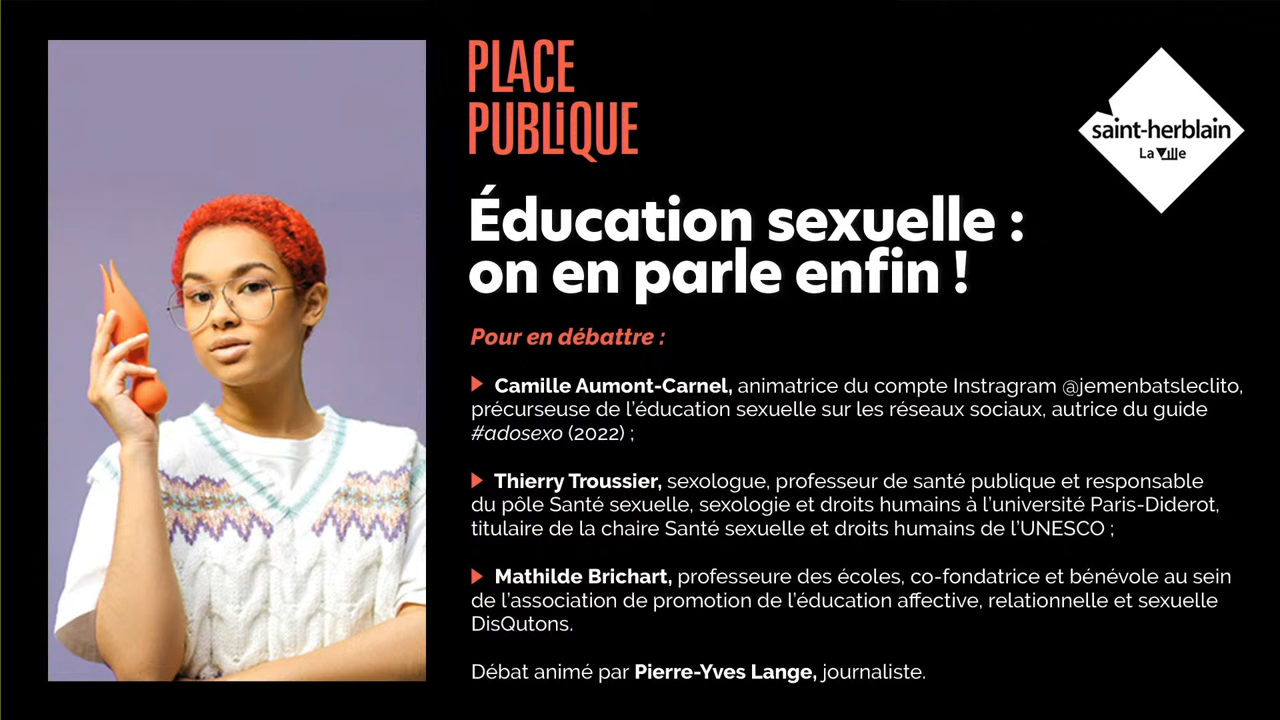 PLACE
PUBLiQUE
saint-herblain
La Ville
Éducation sexuelle :
on en parle enfin !
Pour en débattre :
Camille Aumont-Carnel, animatrice du compte Instragram @jemenbatsleclito,
précurseuse de l’éducation sexuelle sur les réseaux sociaux, autrice du guide
#adosexo (2022) ;
Thierry Troussier, sexologue, professeur de santé publique et responsable
du pôle Santé sexuelle, sexologie et droits humains à l’université Paris-Diderot,
titulaire de la chaire Santé sexuelle et droits humains de l’UNESCO ;
Mathilde Brichart, professeure des écoles, co-fondatrice et bénévole au sein
de l’association de promotion de l’éducation affective, relationnelle et sexuelle
DisQutons.
Débat animé par Pierre-Yves Lange, journaliste.